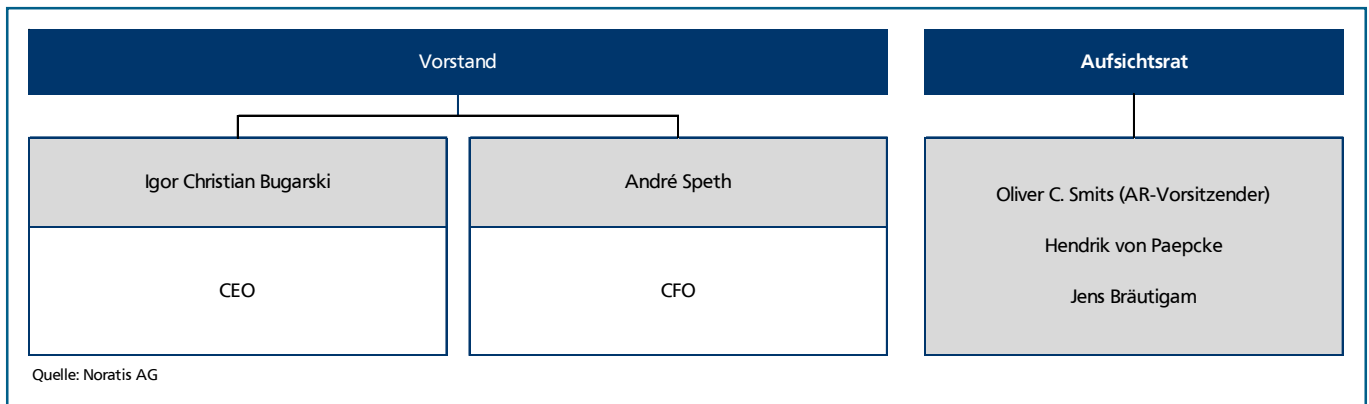 Vorstand
Aufsichtsrat
Igor Christian Bugarski
André Speth
CEO
CFO
Oliver C. Smits (AR-Vorsitzender)
Hendrik von Paepcke
Jens Bräutigam
Quelle: Noratis AG